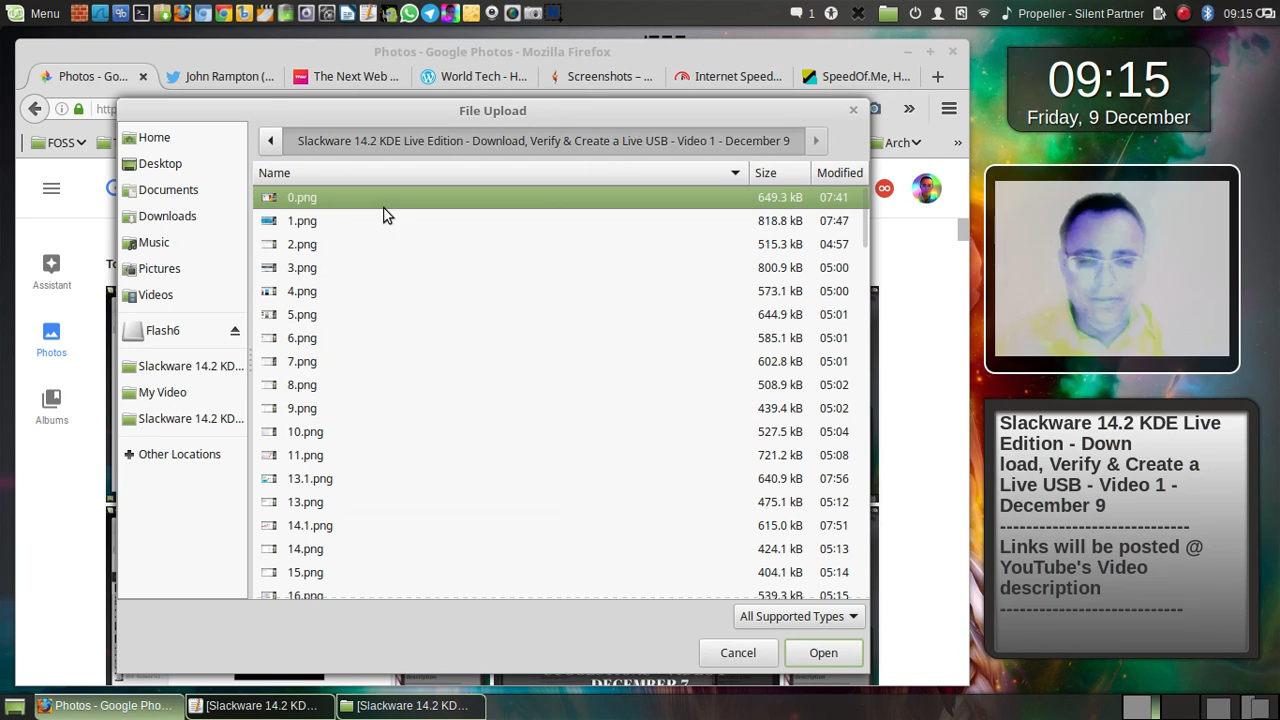 Menu
1
Propeller - Silent Partner
09:15
Photos - Google Photos - Mozilla Firefox
Photos - Go...
John Rampton (...
The Next Web ...
World Tech - H...
Screenshots – ...
Internet Speed...
SpeedOf.Me, H...
FOSS
Arch
File Upload
Slackware 14.2 KDE Live Edition - Download, Verify & Create a Live USB - Video 1 - December 9
Home
Desktop
Documents
Downloads
Music
Pictures
Videos
Flash6
Slackware 14.2 KD...
My Video
Slackware 14.2 KD...
Other Locations
Name Size Modified
0.png 649.3 kB 07:41
1.png 818.8 kB 07:47
2.png 515.3 kB 04:57
3.png 800.9 kB 05:00
4.png 573.1 kB 05:00
5.png 644.9 kB 05:01
6.png 585.1 kB 05:01
7.png 602.8 kB 05:01
8.png 508.9 kB 05:02
9.png 439.4 kB 05:02
10.png 527.5 kB 05:04
11.png 721.2 kB 05:08
13.1.png 640.9 kB 07:56
13.png 475.1 kB 05:12
14.1.png 615.0 kB 07:51
14.png 424.1 kB 05:13
15.png 404.1 kB 05:14
16.png 539.3 kB 05:15
All Supported Types
Cancel
Open
Assistant
Photos
Albums
DECEMBER 7
09:15
Friday, 9 December
Slackware 14.2 KDE Live
Edition - Down
load, Verify & Create a
Live USB - Video 1 -
December 9
----------------------------
Links will be posted @
YouTube's Video
description
---------------------------
Photos - Google Pho...
[Slackware 14.2 KD...
[Slackware 14.2 KD...